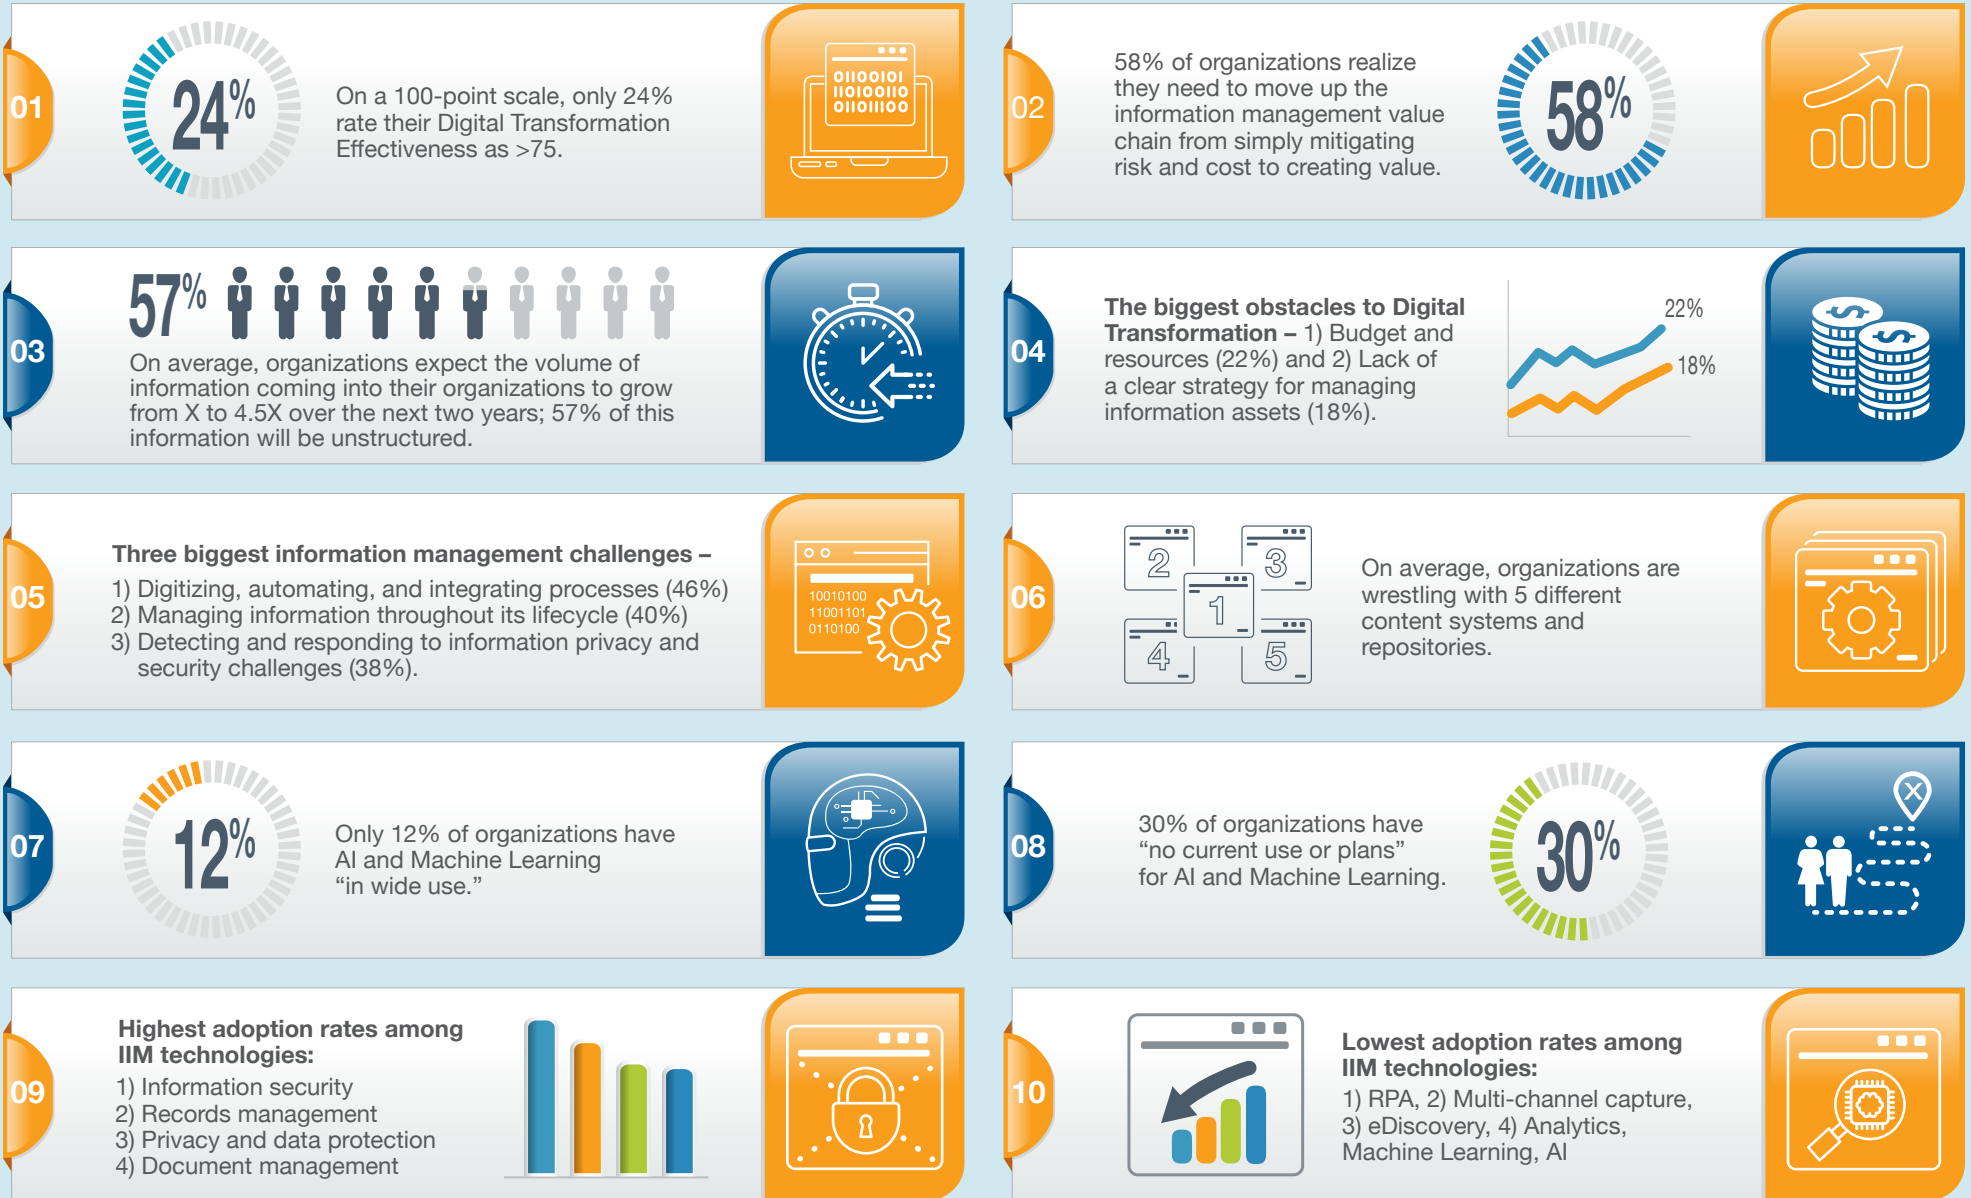 01
24%
On a 100-point scale, only 24%
rate their Digital Transformation
Effectiveness as >75.
01100101
11010011O
01101100
02
58% of organizations realize
they need to move up the
information management value
chain from simply mitigating
risk and cost to creating value.
58%
03
57%
On average, organizations expect the volume of
information coming into their organizations to grow
from X to 4.5X over the next two years; 57% of this
information will be unstructured.
04
The biggest obstacles to Digital
Transformation – 1) Budget and
resources (22%) and 2) Lack of
a clear strategy for managing
information assets (18%).
22%
18%
$
$
05
Three biggest information management challenges –
1) Digitizing, automating, and integrating processes (46%)
2) Managing information throughout its lifecycle (40%)
3) Detecting and responding to information privacy and
security challenges (38%).
10010100
11001101
0110100
06
2
3
1
4
5
On average, organizations are
wrestling with 5 different
content systems and
repositories.
07
12%
Only 12% of organizations have
AI and Machine Learning
“in wide use.”
08
30% of organizations have
“no current use or plans”
for AI and Machine Learning.
30%
X
09
Highest adoption rates among
IIM technologies:
1) Information security
2) Records management
3) Privacy and data protection
4) Document management
10
Lowest adoption rates among
IIM technologies:
1) RPA, 2) Multi-channel capture,
3) eDiscovery, 4) Analytics,
Machine Learning, AI